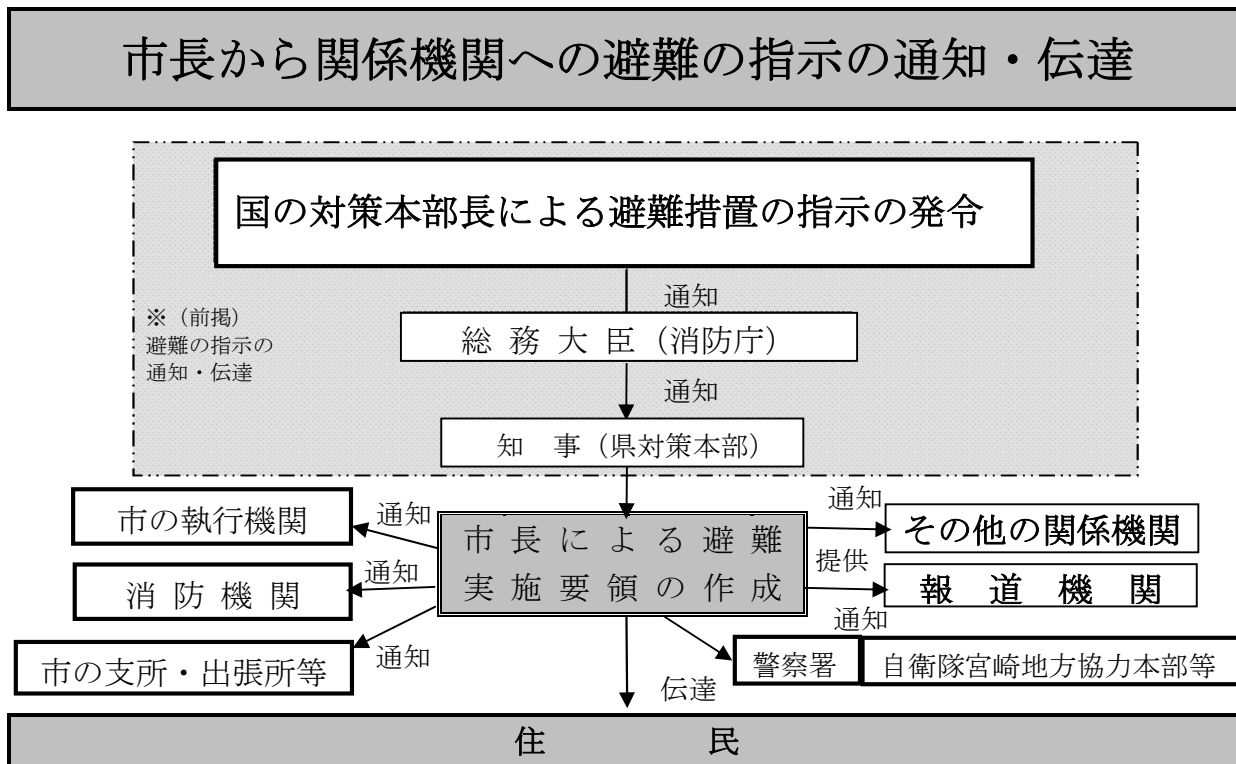 市長から関係機関への避難の指示の通知・伝達
国の対策本部長による避難措置の指示の発令
通知
※（前掲）
避難の指示の
通知・伝達
総務大臣（消防庁）
通知
知　事（県対策本部）
市の執行機関
通知
市長による避難
実施要領の作成
通知
その他の関係機関
消防機関
通知
提供
報道機関
通知
市の支所・出張所等
通知
警察署
自衛隊宮崎地方協力本部等
伝達
住　民